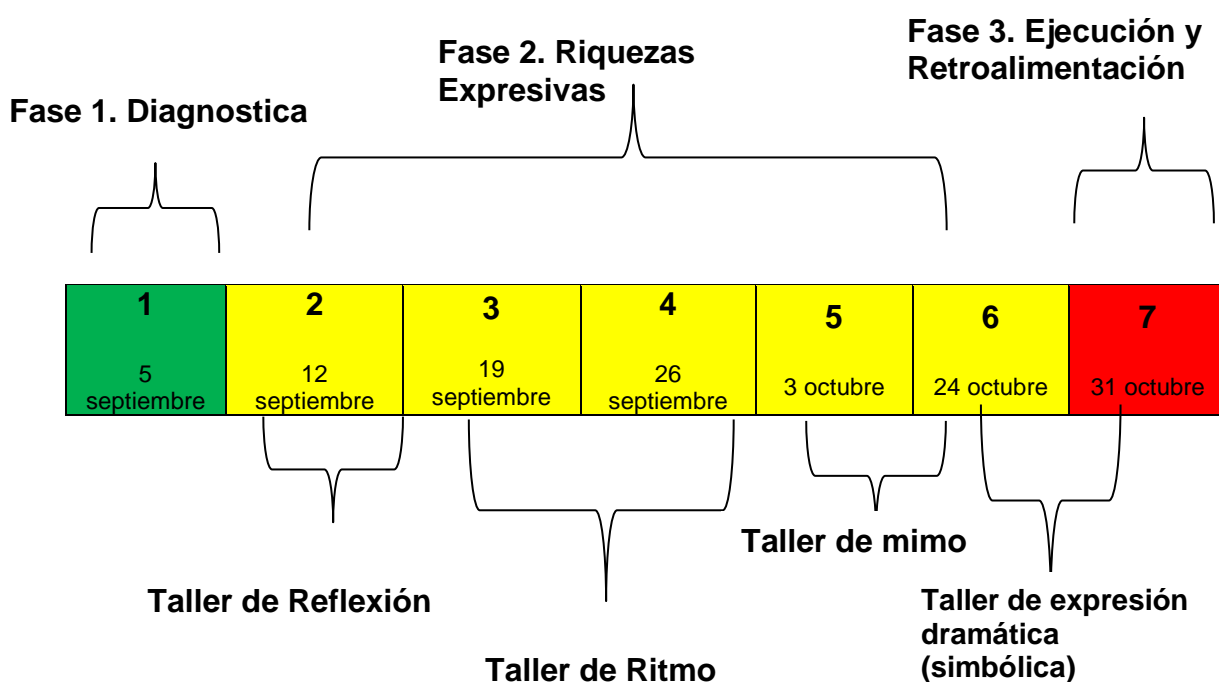 Fase 3. Ejecución y
Retroalimentación
Fase 2. Riquezas
Expresivas
Fase 1. Diagnostica
1
5
septiembre
2
12
septiembre
3
19
septiembre
4
26
septiembre
5
3 octubre
6
24 octubre
7
31 octubre
Taller de mimo
Taller de Reflexión
Taller de expresión
dramática
(simbólica)
Taller de Ritmo